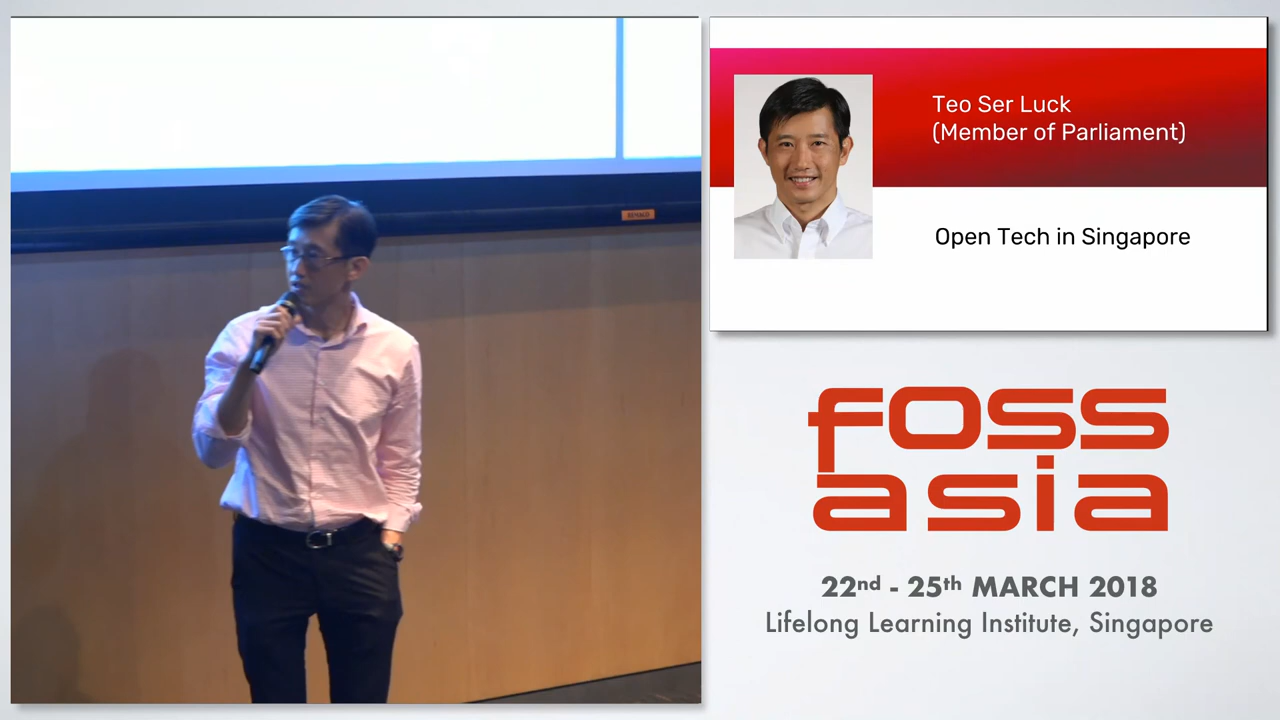 Teo Ser Luck
(Member of Parliament)
Open Tech in Singapore
foss
asia
22nd - 25th MARCH 2018
Lifelong Learning Institute, Singapore